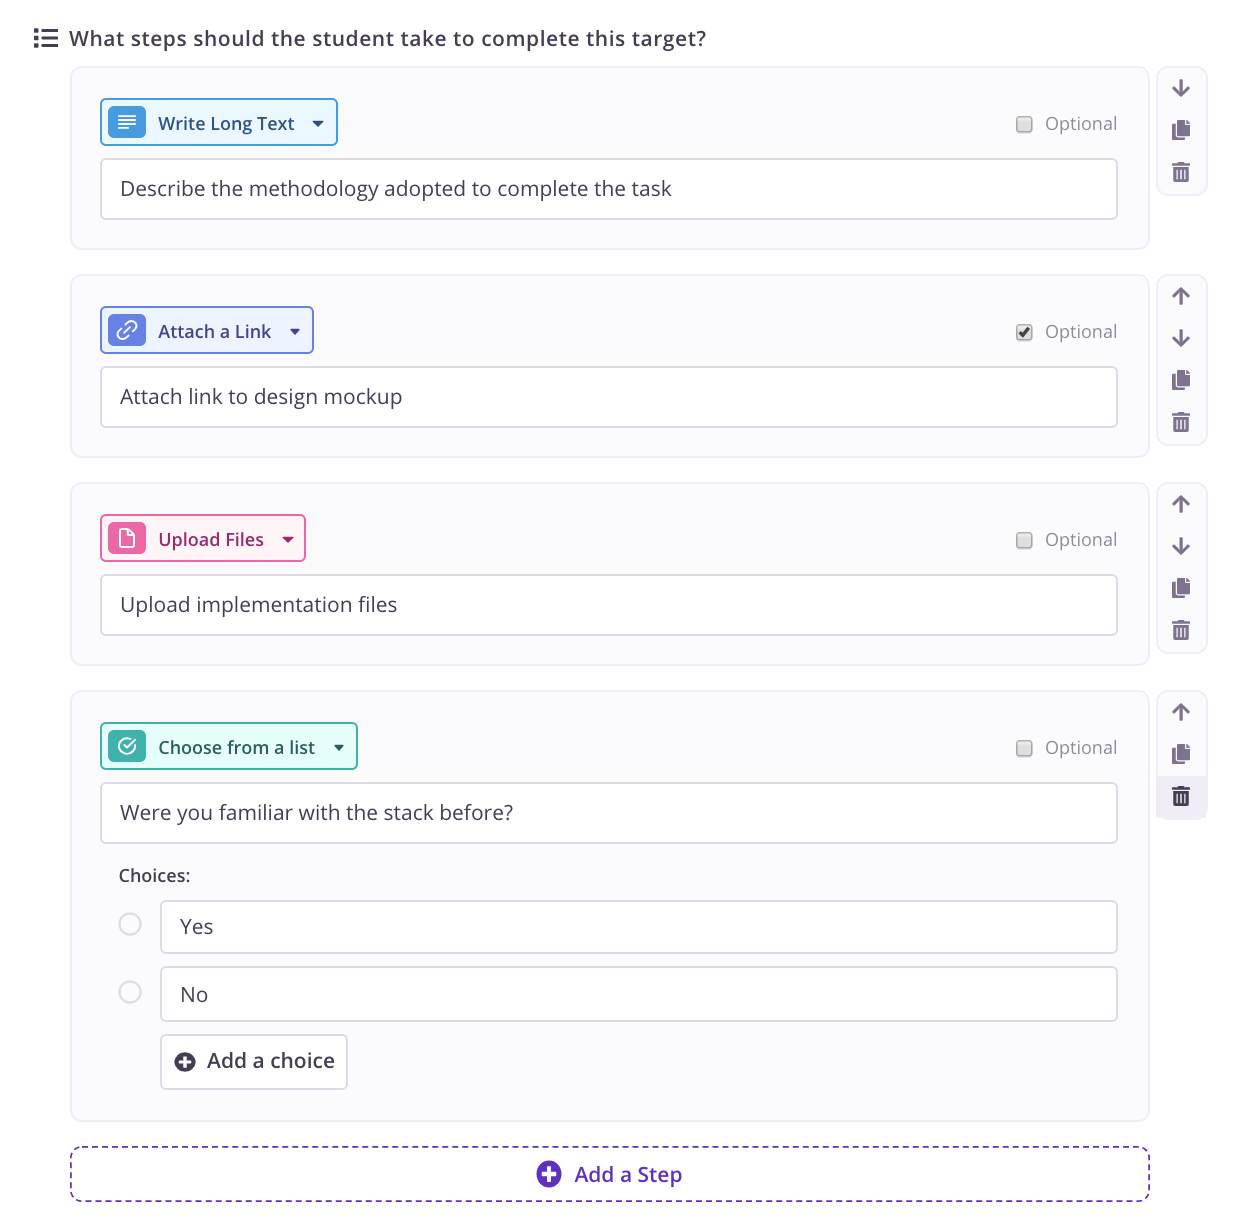 What steps should the student take to complete this target?
Write Long Text
Optional
Describe the methodology adopted to complete the task
Attach a Link
Optional
Attach link to design mockup
Upload Files
Optional
Upload implementation files
Choose from a list
Optional
Were you familiar with the stack before?
Choices:
Yes
No
Add a choice
Add a Step